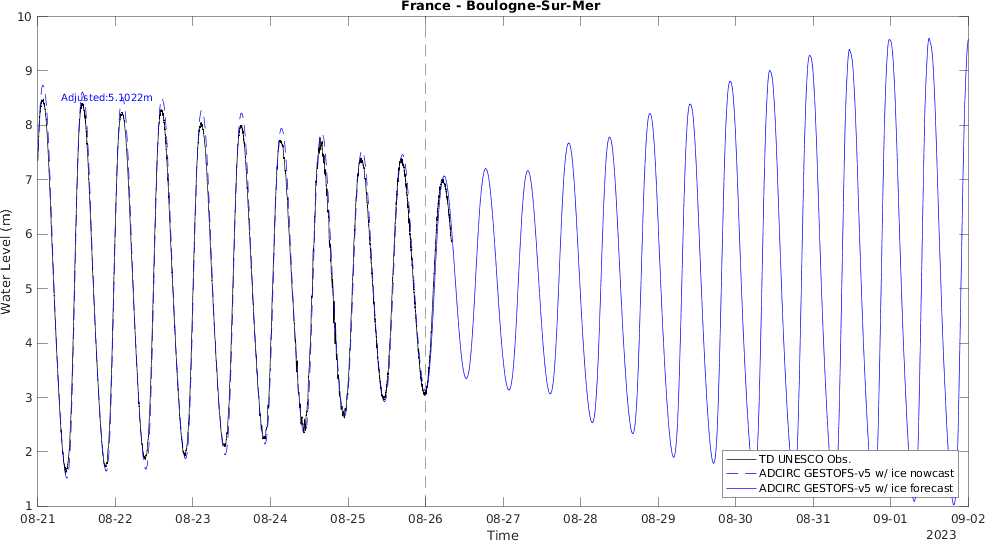 France - Boulogne-Sur-Mer
10
9
8
7
6
5
4
3
2
1
Water Level (m)
Adjusted:5.1022m
TD UNESCO Obs.
ADCIRC GESTOFS-v5 w/ ice nowcast
ADCIRC GESTOFS-v5 w/ ice forecast
08-21 08-22 08-23 08-24 08-25 08-26 08-27 08-28 08-29 08-30 08-31 09-01 09-02
Time
2023